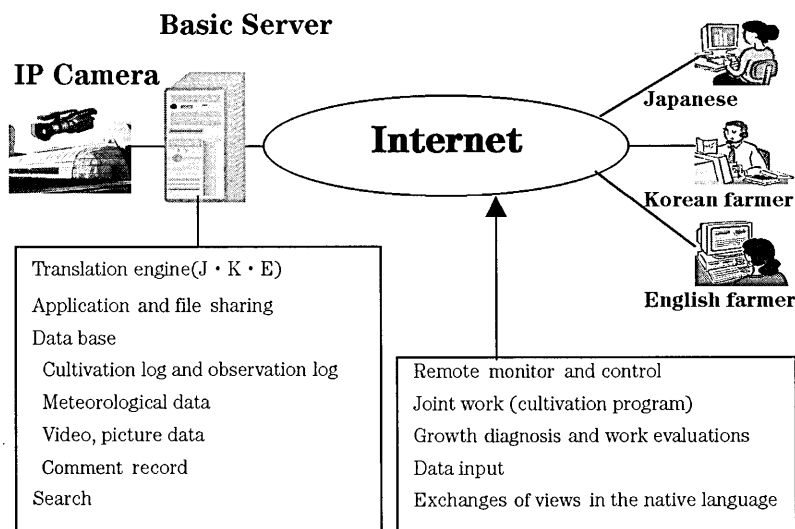 Basic Server
IP Camera
Internet
Japanese
Korean farmer
English farmer
Translation engine(J・K・E)
Application and file sharing
Data base
Cultivation log and observation log
Meteorological data
Video, picture data
Comment record
Search
Remote monitor and control
Joint work (cultivation program)
Growth diagnosis and work evaluations
Data input
Exchanges of views in the native language